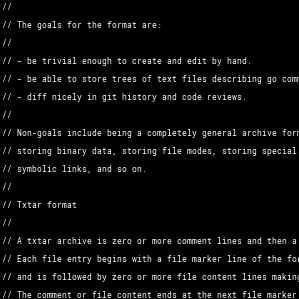 //
// The goals for the format are:
//
// - be trivial enough to create and edit by hand.
// - be able to store trees of text files describing go com
// - diff nicely in git history and code reviews.
//
// Non-goals include being a completely general archive for
// storing binary data, storing file modes, storing special
// symbolic links, and so on.
//
// Txtar format
//
// A txtar archive is zero or more comment lines and then a
// Each file entry begins with a file marker line of the fo
// and is followed by zero or more file content lines makin
// The comment or file content ends at the next file marker